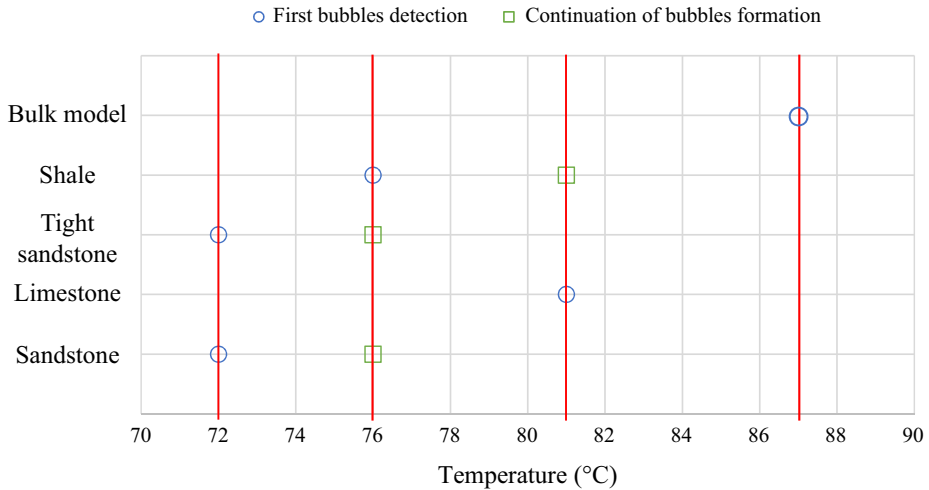 First bubbles detection
Continuation of bubbles formation
Bulk model
Shale
Tight
sandstone
Limestone
Sandstone
70 72 74 76 78 80 82 84 86 88 90
Temperature (°C)